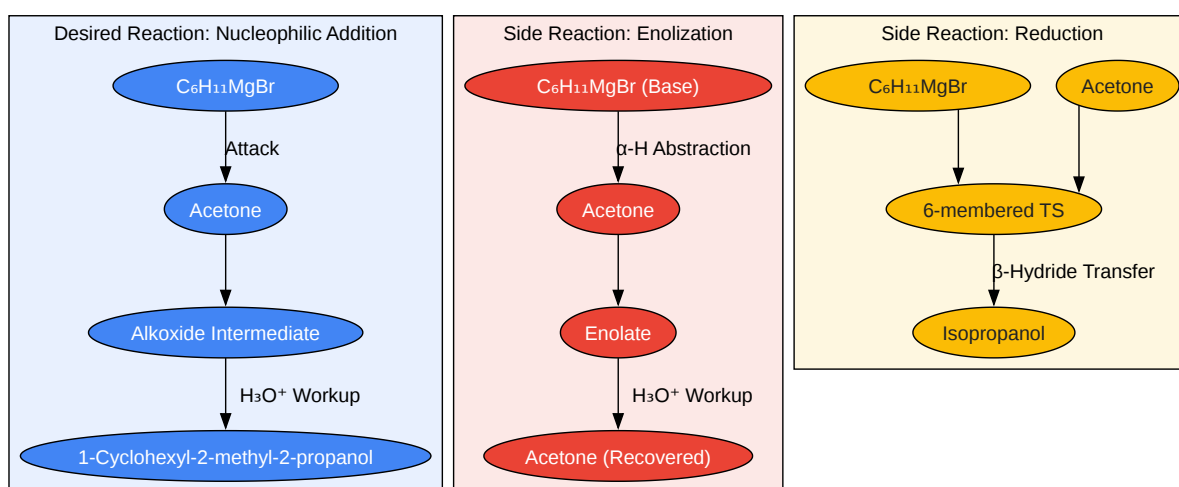 Desired Reaction: Nucleophilic Addition
C₆H₁₁MgBr
Attack
Acetone
Alkoxide Intermediate
H₃O⁺ Workup
1-Cyclohexyl-2-methyl-2-propanol
Side Reaction: Enolization
C₆H₁₁MgBr (Base)
α-H Abstraction
Acetone
Enolate
H₃O⁺ Workup
Acetone (Recovered)
Side Reaction: Reduction
C₆H₁₁MgBr
Acetone
6-membered TS
β-Hydride Transfer
Isopropanol